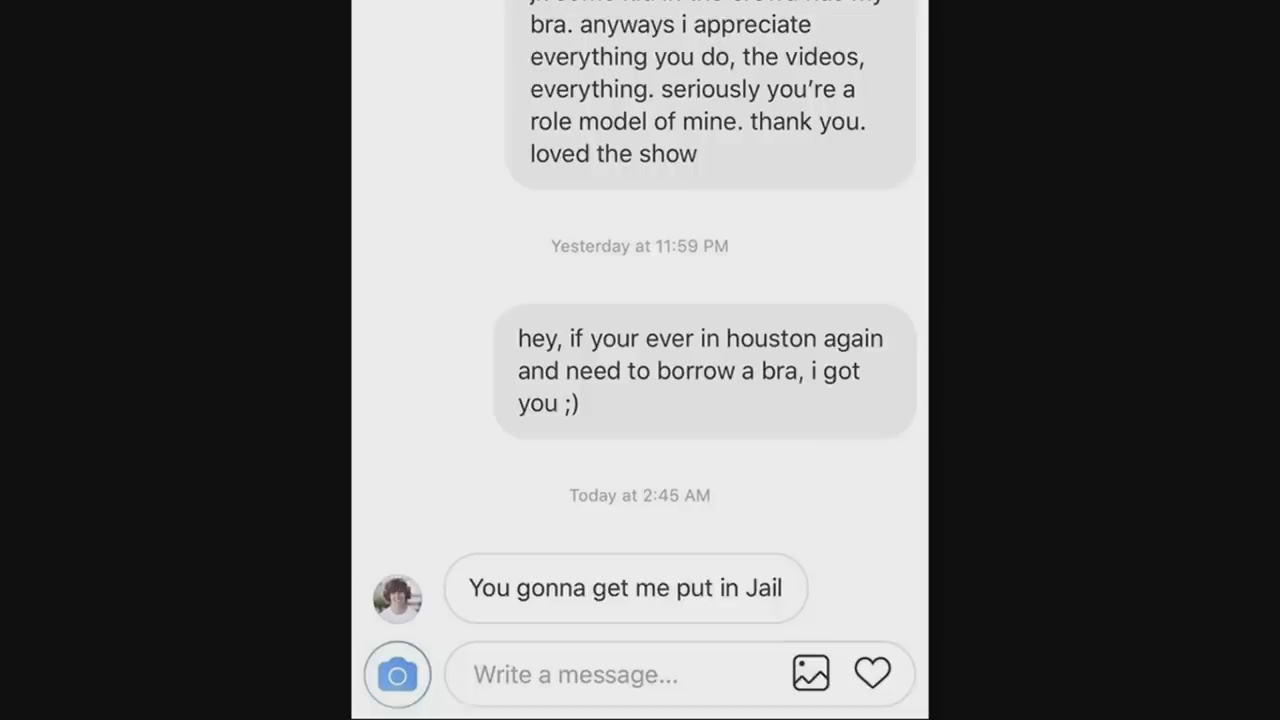 bra. anyways i appreciate
everything you do, the videos,
everything. seriously you're a
role model of mine. thank you.
loved the show
Yesterday at 11:59 PM
hey, if your ever in houston again
and need to borrow a bra, i got
you ;)
Today at 2:45 AM
You gonna get me put in Jail
Write a message...